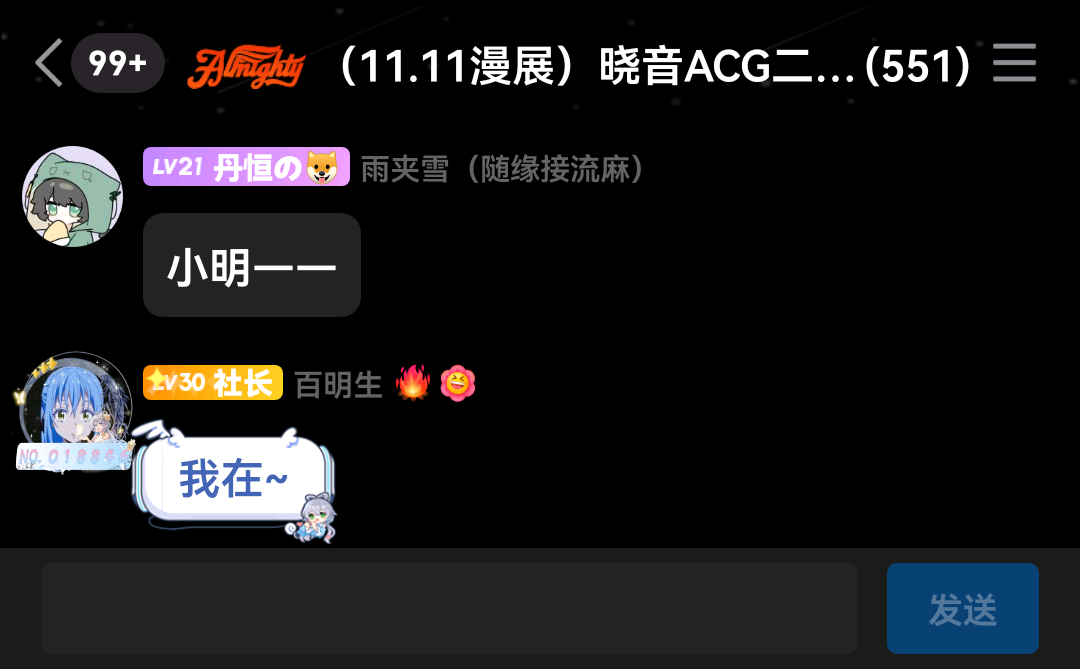 99+ Almighty （11.11漫展）晓音ACG二...(551)
LV21 丹恒の 雨夹雪（随缘接流麻）
小明一一
LV30 社长 百明生
我在~
发送